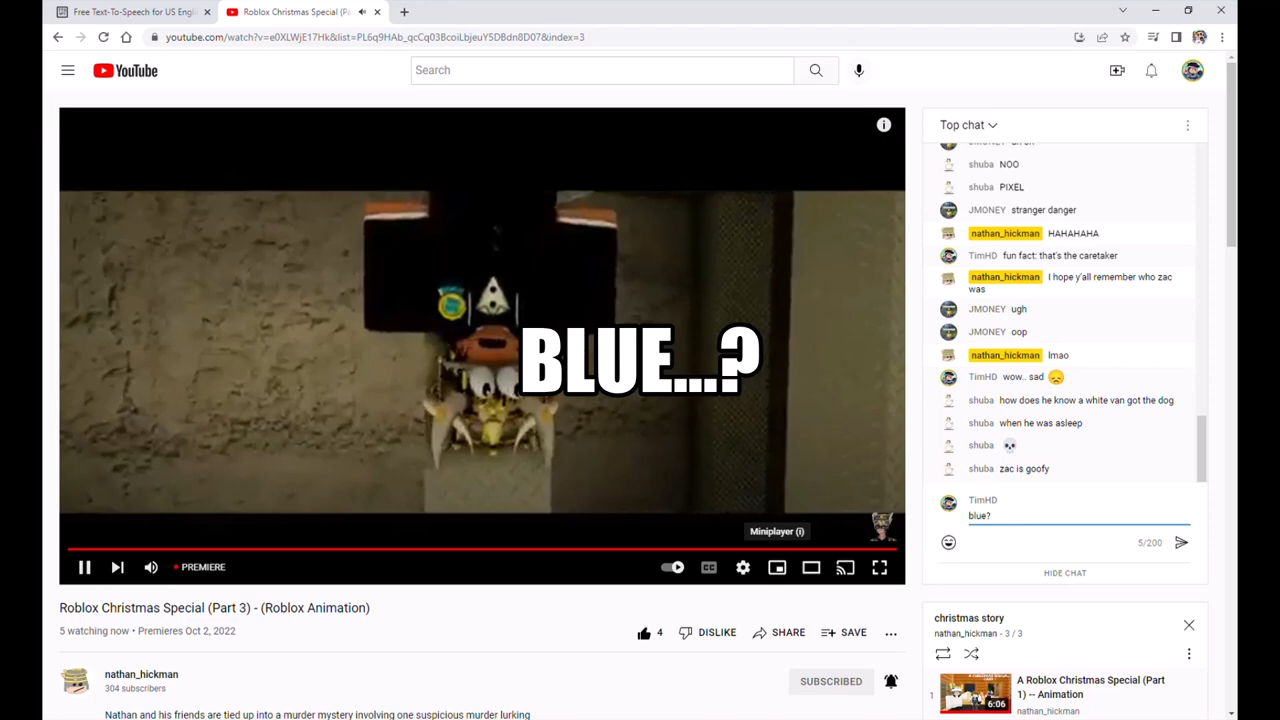 Free Text-To-Speech for US Engl
Roblox Christmas Special (P
youtube.com/watch?v=e0XLWjE17Hk&list=PL6q9HAb_qcCq03BcoiLbjeuY5DBdn8D07&index=3
YouTube
Search
Top chat
shuba NOO
shuba PIXEL
JMONEY stranger danger
nathan_hickman HAHAHAHA
TimHD fun fact: that's the caretaker
nathan_hickman I hope y'all remember who zac
was
JMONEY ugh
JMONEY oop
nathan_hickman lmao
TimHD wow.. sad 😞
shuba how does he know a white van got the dog
shuba when he was asleep
shuba 💀
shuba zac is goofy
TimHD
blue?
5/200
HIDE CHAT
BLUE...?
Miniplayer (i)
PREMIERE
CC
Roblox Christmas Special (Part 3) - (Roblox Animation)
5 watching now • Premieres Oct 2, 2022
4 DISLIKE SHARE SAVE
nathan_hickman
304 subscribers
SUBSCRIBED
Nathan and his friends are tied up into a murder mystery involving one suspicious murder lurking
christmas story
nathan_hickman - 3 / 3
1
6:06
A Roblox Christmas Special (Part
1) -- Animation
nathan_hickman